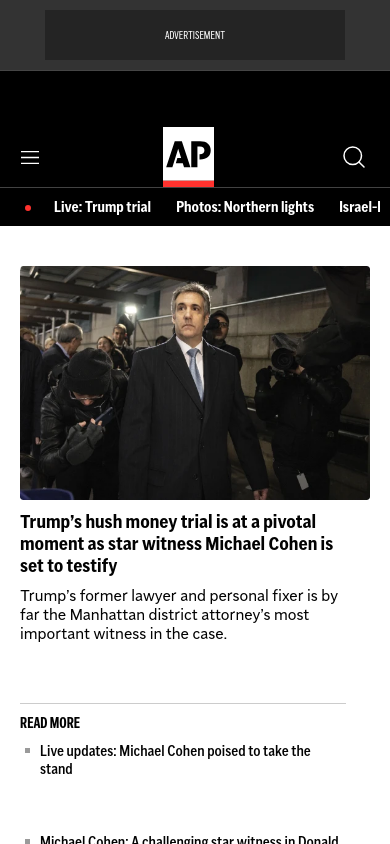 ADVERTISEMENT
AP
Live: Trump trial Photos: Northern lights Israel-
Trump's hush money trial is at a pivotal
moment as star witness Michael Cohen is
set to testify
Trump's former lawyer and personal fixer is by
far the Manhattan district attorney's most
important witness in the case.
READ MORE
Live updates: Michael Cohen poised to take the
stand
Michael Cohen: A challenging star witness in Donald